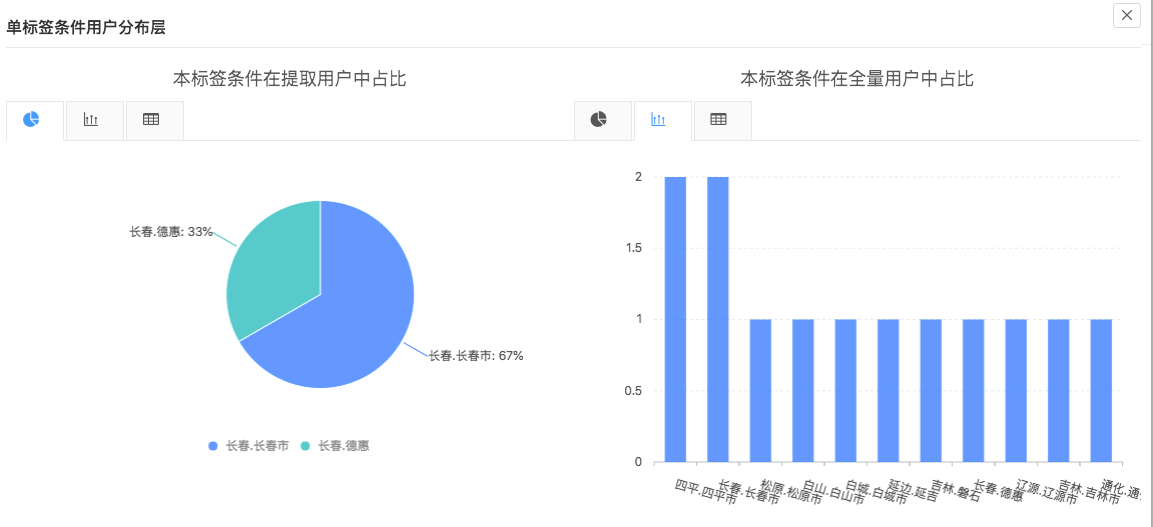 单标签条件用户分布层
本标签条件在提取用户中占比
本标签条件在全量用户中占比
长春.德惠: 33%
长春.长春市: 67%
长春.长春市
长春.德惠
2
1.5
1
0.5
0
四平.四平市
长春.长春市
松原.松原市
白山.白山市
白城.白城市
延边.延吉
吉林.磐石
长春.德惠
辽源.辽源市
吉林.吉林市
通化.通